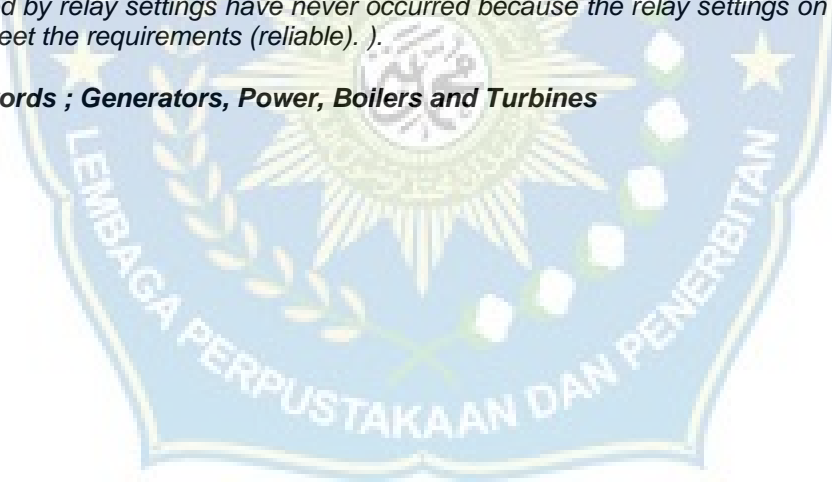 d by relay settings have never occurred because the relay settings on
eet the requirements (reliable). ).
ords ; Generators, Power, Boilers and Turbines
LEMBAGA PERPUSTAKAAN DAN PENERBITAN